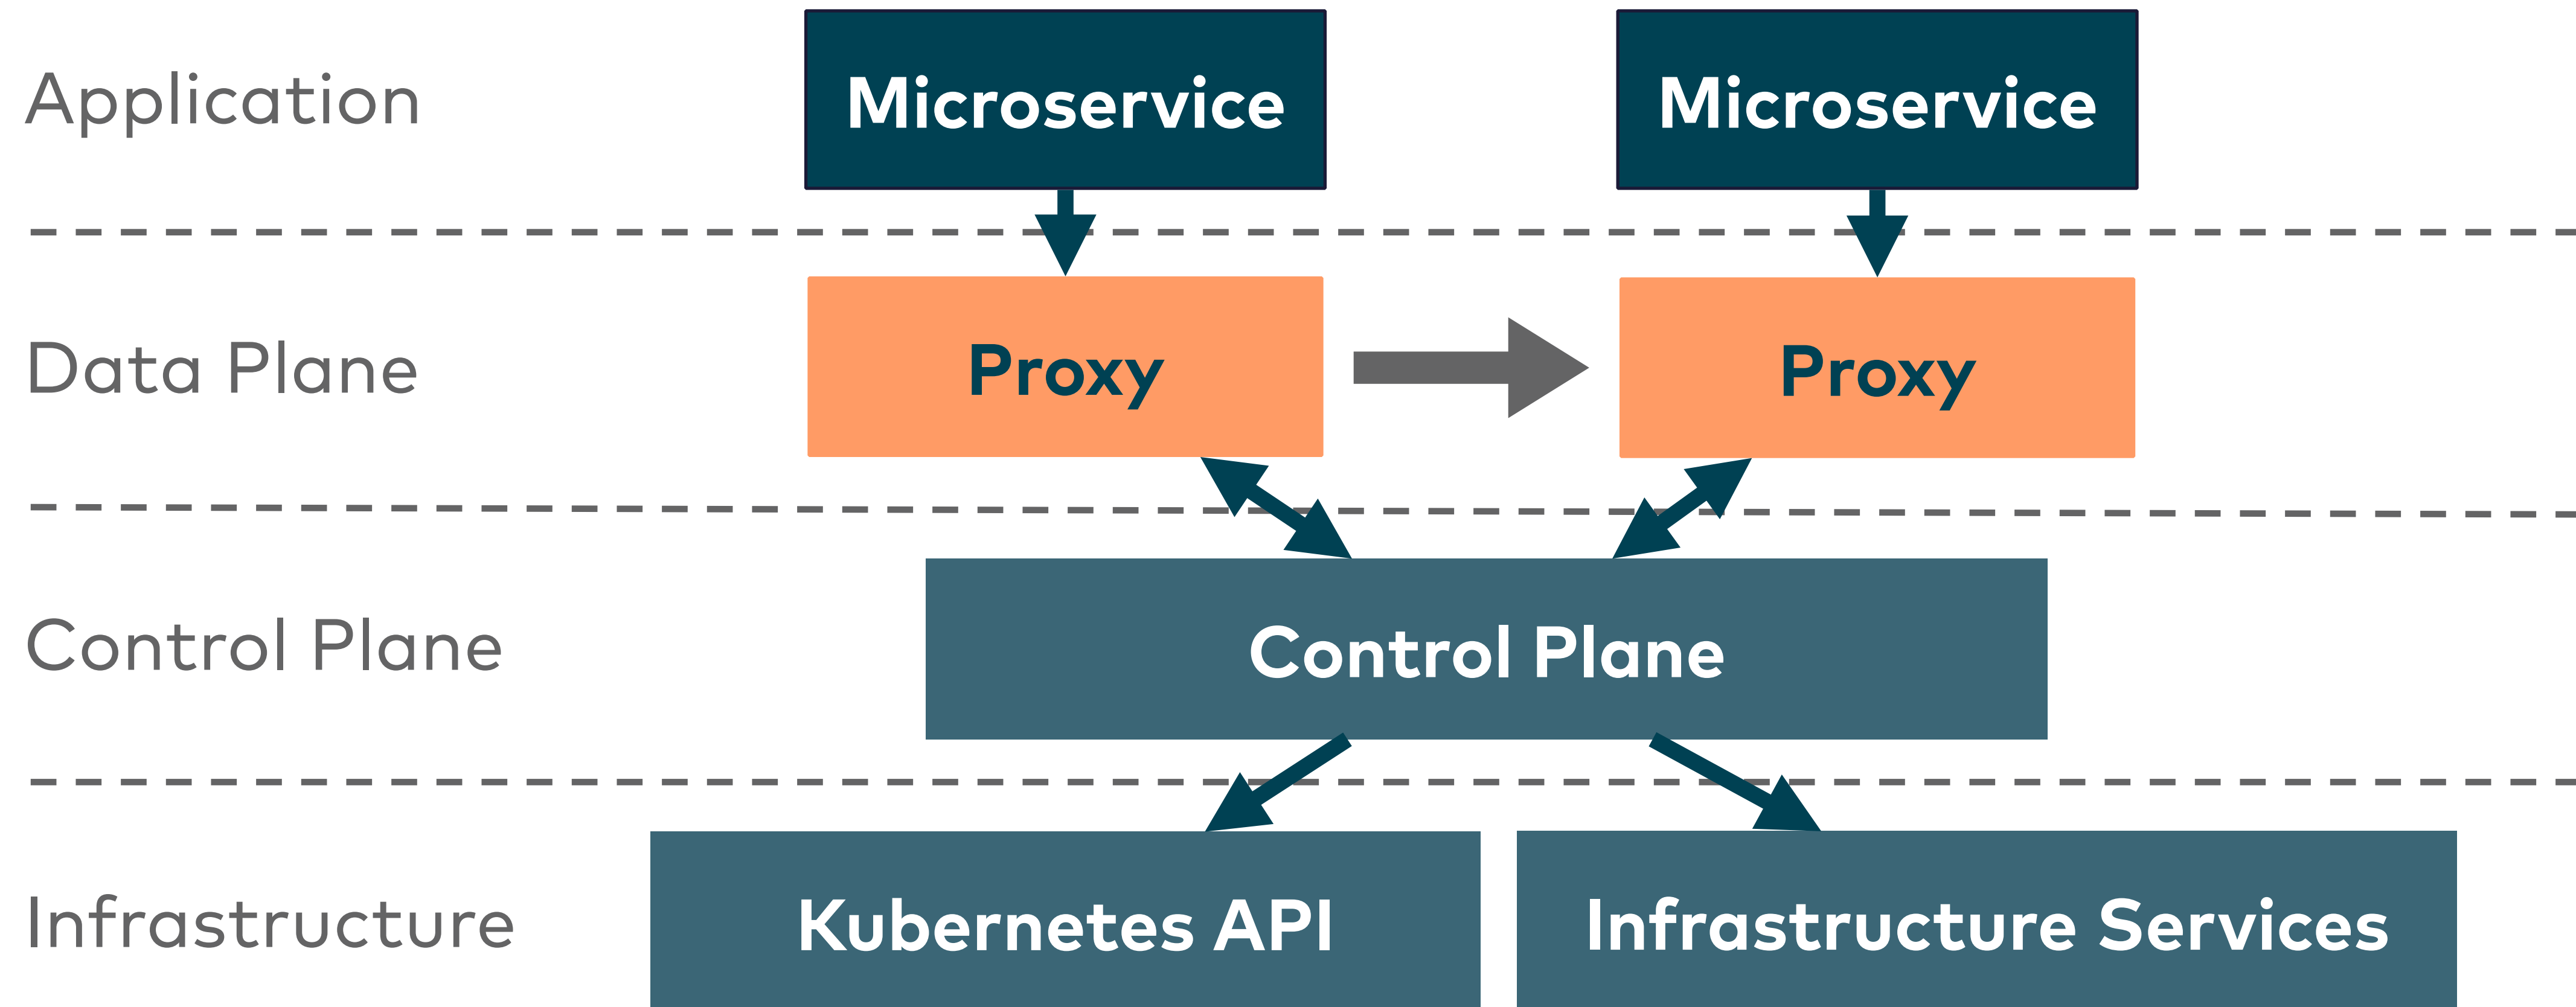 Application
Microservice
Microservice
Data Plane
Proxy
Proxy
Control Plane
Control Plane
Infrastructure
Kubernetes API
Infrastructure Services